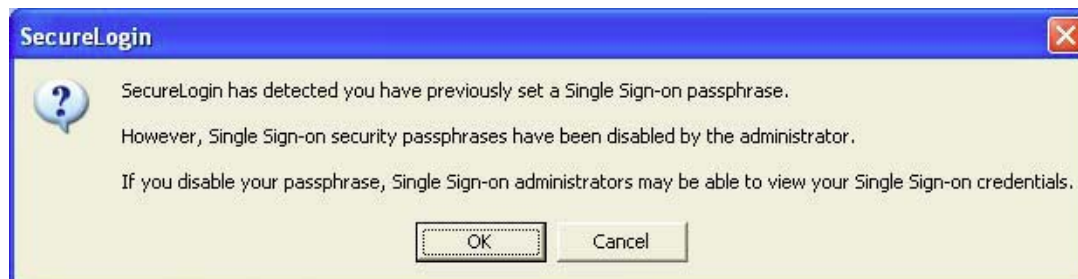 SecureLogin
SecureLogin has detected you have previously set a Single Sign-on passphrase.
However, Single Sign-on security passphrases have been disabled by the administrator.
If you disable your passphrase, Single Sign-on administrators may be able to view your Single Sign-on credentials.
OK
Cancel